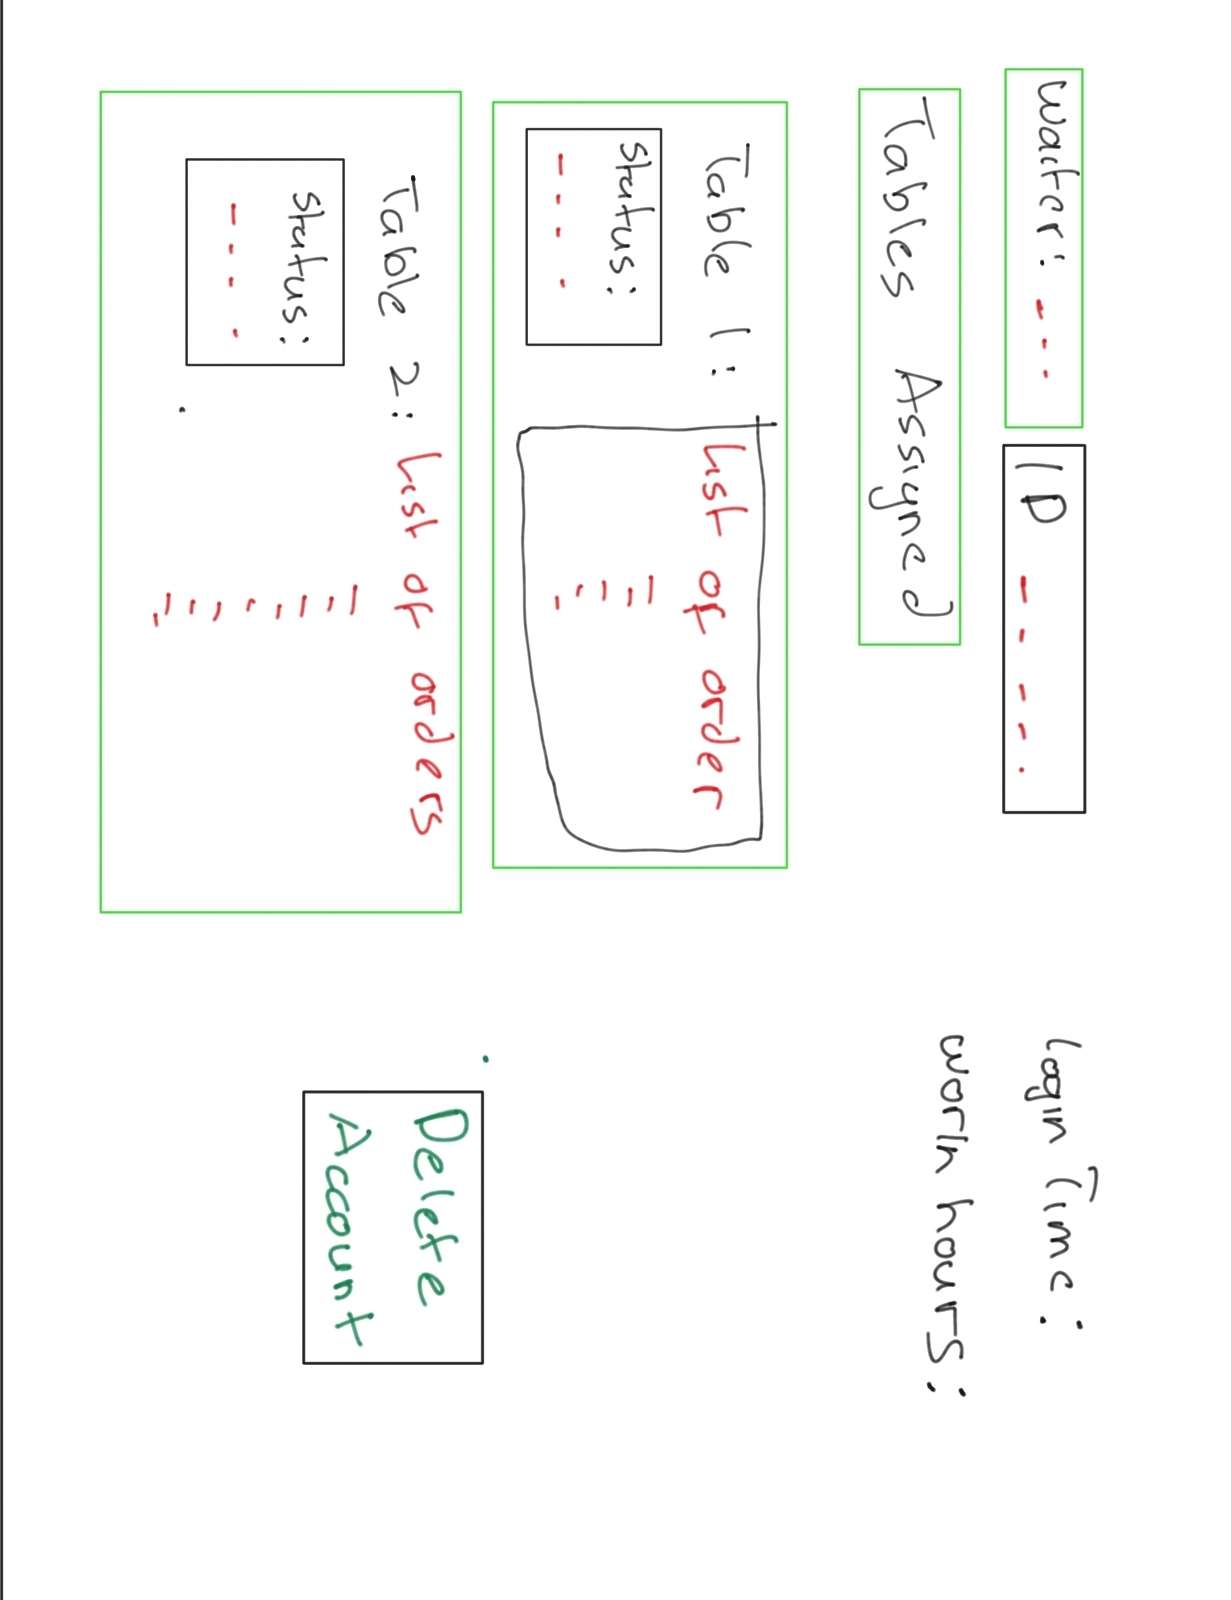 Waiter:
ID
Login Time:
Work hours:
Tables Assigned
Table 1:
List of order
Status:
Table 2:
List of orders
Status:
Delete
Account